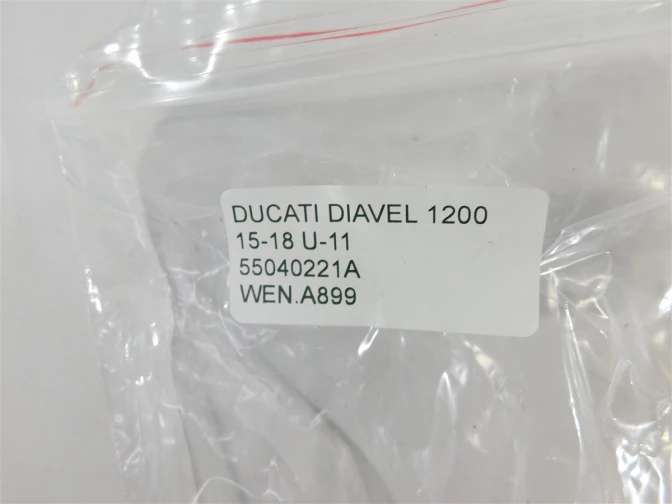 DUCATI DIAVEL 1200
15-18 U-11
55040221A
WEN.A899